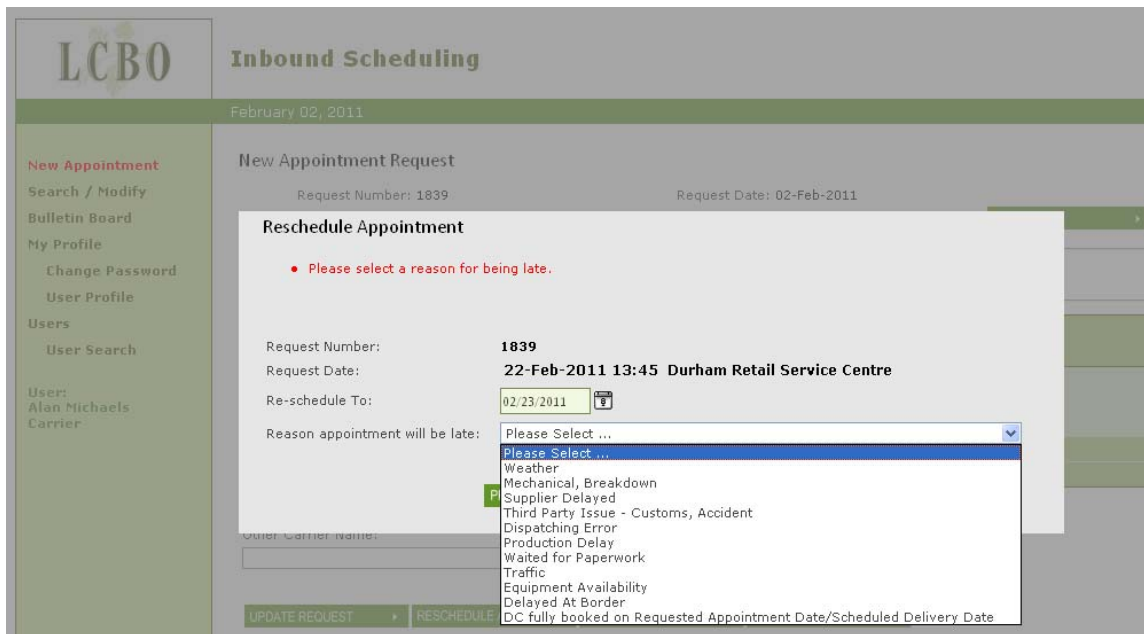 LCBO
Inbound Scheduling
February 02, 2011
New Appointment
Search / Modify
Bulletin Board
My Profile
Change Password
User Profile
Users
User Search
User:
Alan Michaels
Carrier
New Appointment Request
Request Number: 1839 Request Date: 02-Feb-2011
Reschedule Appointment
• Please select a reason for being late.
Request Number: 1839
Request Date: 22-Feb-2011 13:45 Durham Retail Service Centre
Re-schedule To: 02/23/2011
Reason appointment will be late: Please Select ...
Please Select ...
Weather
Mechanical, Breakdown
Supplier Delayed
Third Party Issue - Customs, Accident
Dispatching Error
Production Delay
Waited for Paperwork
Traffic
Equipment Availability
Delayed At Border
DC fully booked on Requested Appointment Date/Scheduled Delivery Date
Other Carrier Name:
UPDATE REQUEST RESCHEDULE